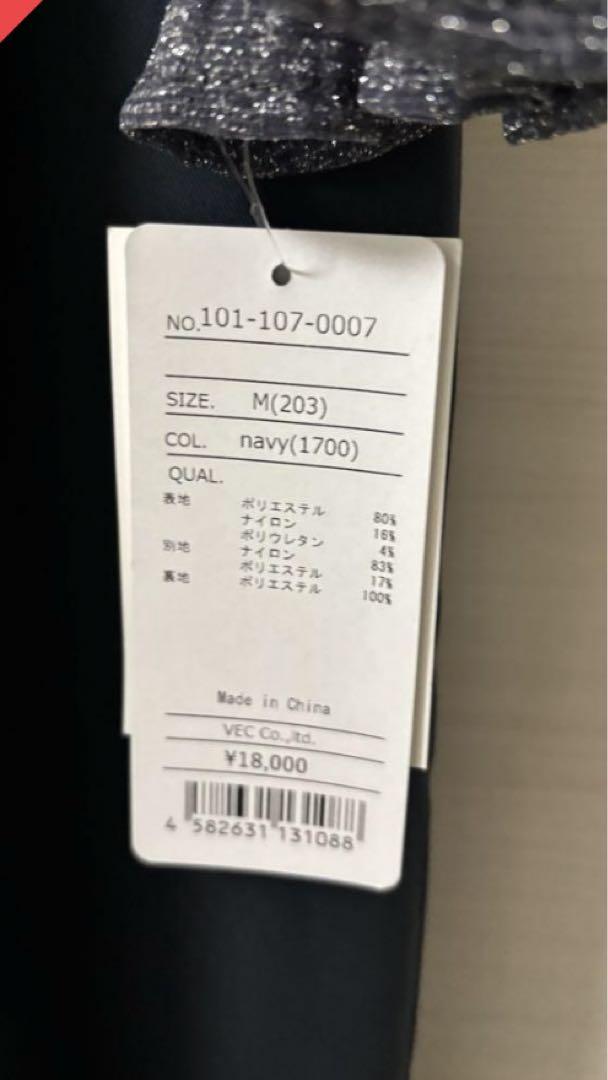 NO.101-107-0007
SIZE. M(203)
COL. navy(1700)
QUAL.
表地 ポリエステル 80%
ナイロン 16%
ポリウレタン 4%
別地 ナイロン 83%
ポリエステル 17%
裏地 ポリエステル 100%
Made in China
VEC Co.,ltd.
¥18,000
4 582631 131088